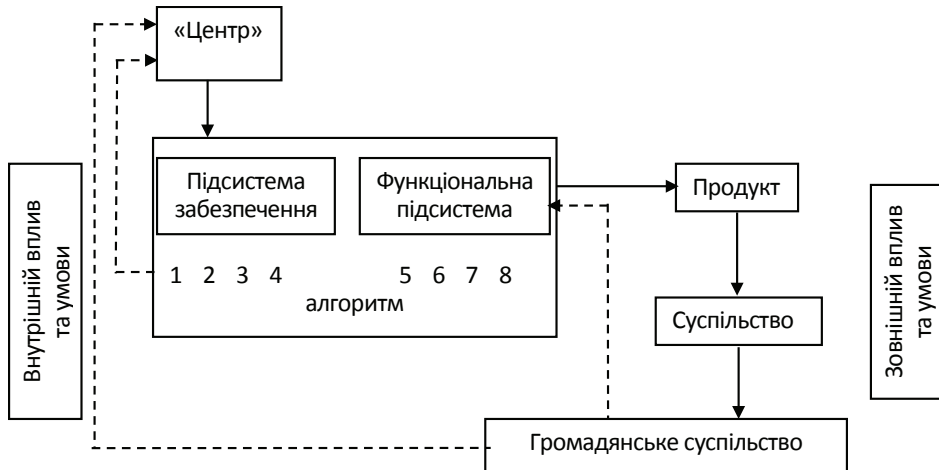 «Центр»
Підсистема
забезпечення
Функціональна
підсистема
Продукт
1 2 3 4
5 6 7 8
алгоритм
Суспільство
Внутрішній вплив
та умови
Зовнішній вплив
та умови
Громадянське суспільство